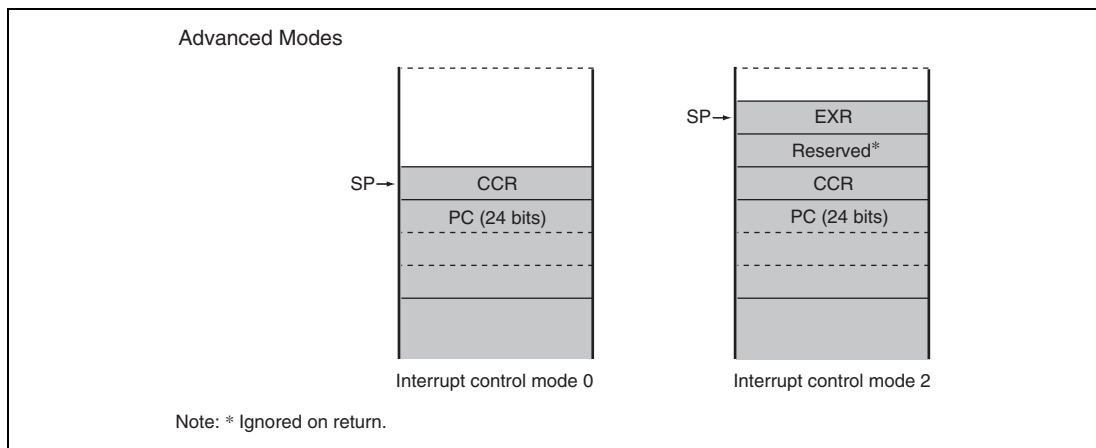 Advanced Modes
SP→
CCR
PC (24 bits)
Interrupt control mode 0
SP→
EXR
Reserved*
CCR
PC (24 bits)
Interrupt control mode 2
Note: * Ignored on return.